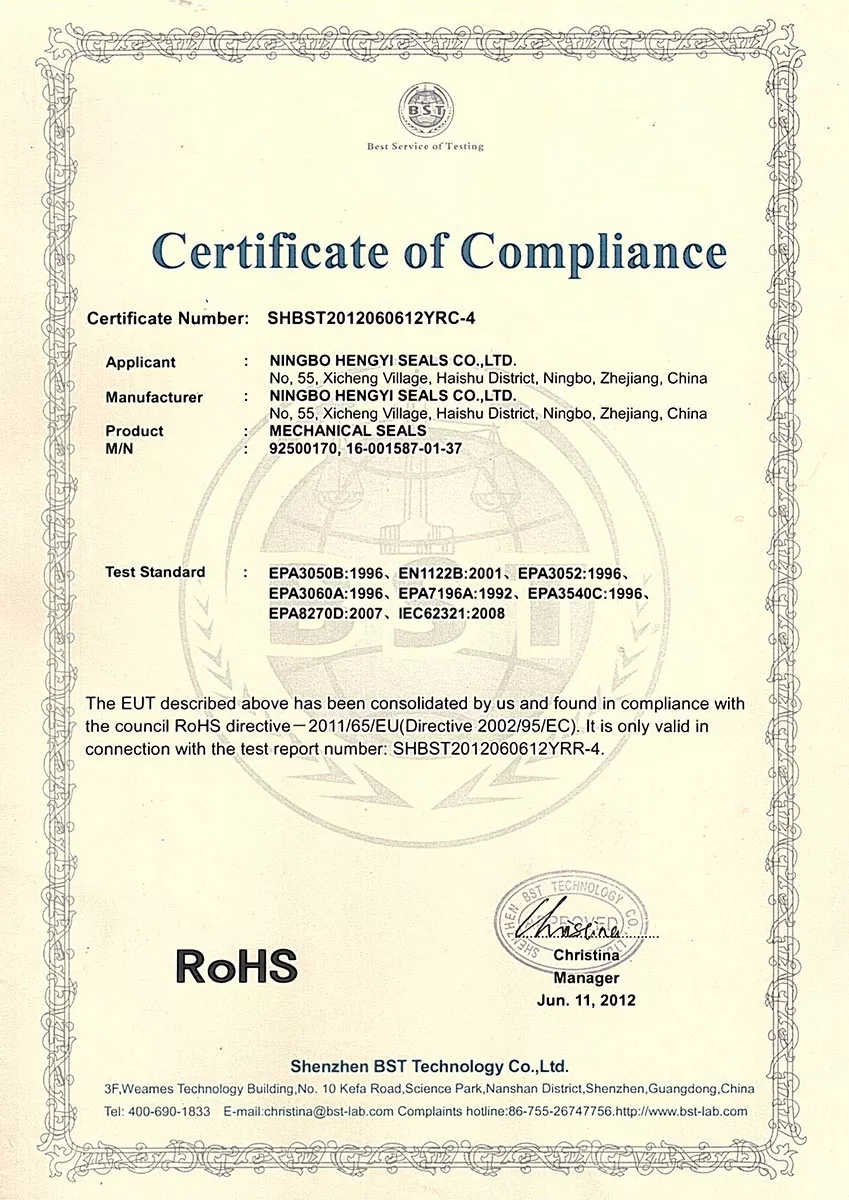 BST
Best Service of Testing
Certificate of Compliance
Certificate Number: SHBST2012060612YRC-4
Applicant : NINGBO HENGYI SEALS CO.,LTD.
No, 55, Xicheng Village, Haishu District, Ningbo, Zhejiang, China
Manufacturer : NINGBO HENGYI SEALS CO.,LTD.
No, 55, Xicheng Village, Haishu District, Ningbo, Zhejiang, China
Product : MECHANICAL SEALS
M/N : 92500170, 16-001587-01-37
BST
Test Standard : EPA3050B:1996、EN1122B:2001、EPA3052:1996、
EPA3060A:1996、EPA7196A:1992、EPA3540C:1996、
EPA8270D:2007、IEC62321:2008
The EUT described above has been consolidated by us and found in compliance with
the council RoHS directive－2011/65/EU(Directive 2002/95/EC). It is only valid in
connection with the test report number: SHBST2012060612YRR-4.
SHENZHEN BST TECHNOLOGY CO., LTD.
APPROVED
Christina
RoHS
Christina
Manager
Jun. 11, 2012
Shenzhen BST Technology Co.,Ltd.
3F,Weames Technology Building,No. 10 Kefa Road,Science Park,Nanshan District,Shenzhen,Guangdong,China
Tel: 400-690-1833 E-mail:christina@bst-lab.com Complaints hotline:86-755-26747756.http://www.bst-lab.com